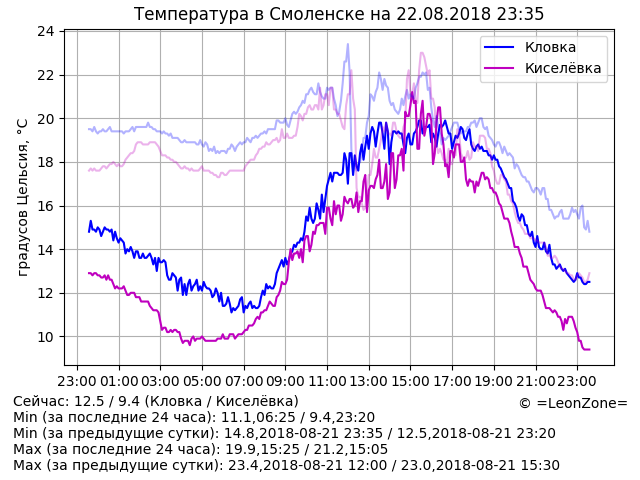 Температура в Смоленске на 22.08.2018 23:35
Кловка
Киселёвка
градусов Цельсия, °C
24
22
20
18
16
14
12
10
23:00 01:00 03:00 05:00 07:00 09:00 11:00 13:00 15:00 17:00 19:00 21:00 23:00
Сейчас: 12.5 / 9.4 (Кловка / Киселёвка)
© =LeonZone=
Min (за последние 24 часа): 11.1,06:25 / 9.4,23:20
Min (за предыдущие сутки): 14.8,2018-08-21 23:35 / 12.5,2018-08-21 23:20
Max (за последние 24 часа): 19.9,15:25 / 21.2,15:05
Max (за предыдущие сутки): 23.4,2018-08-21 12:00 / 23.0,2018-08-21 15:30